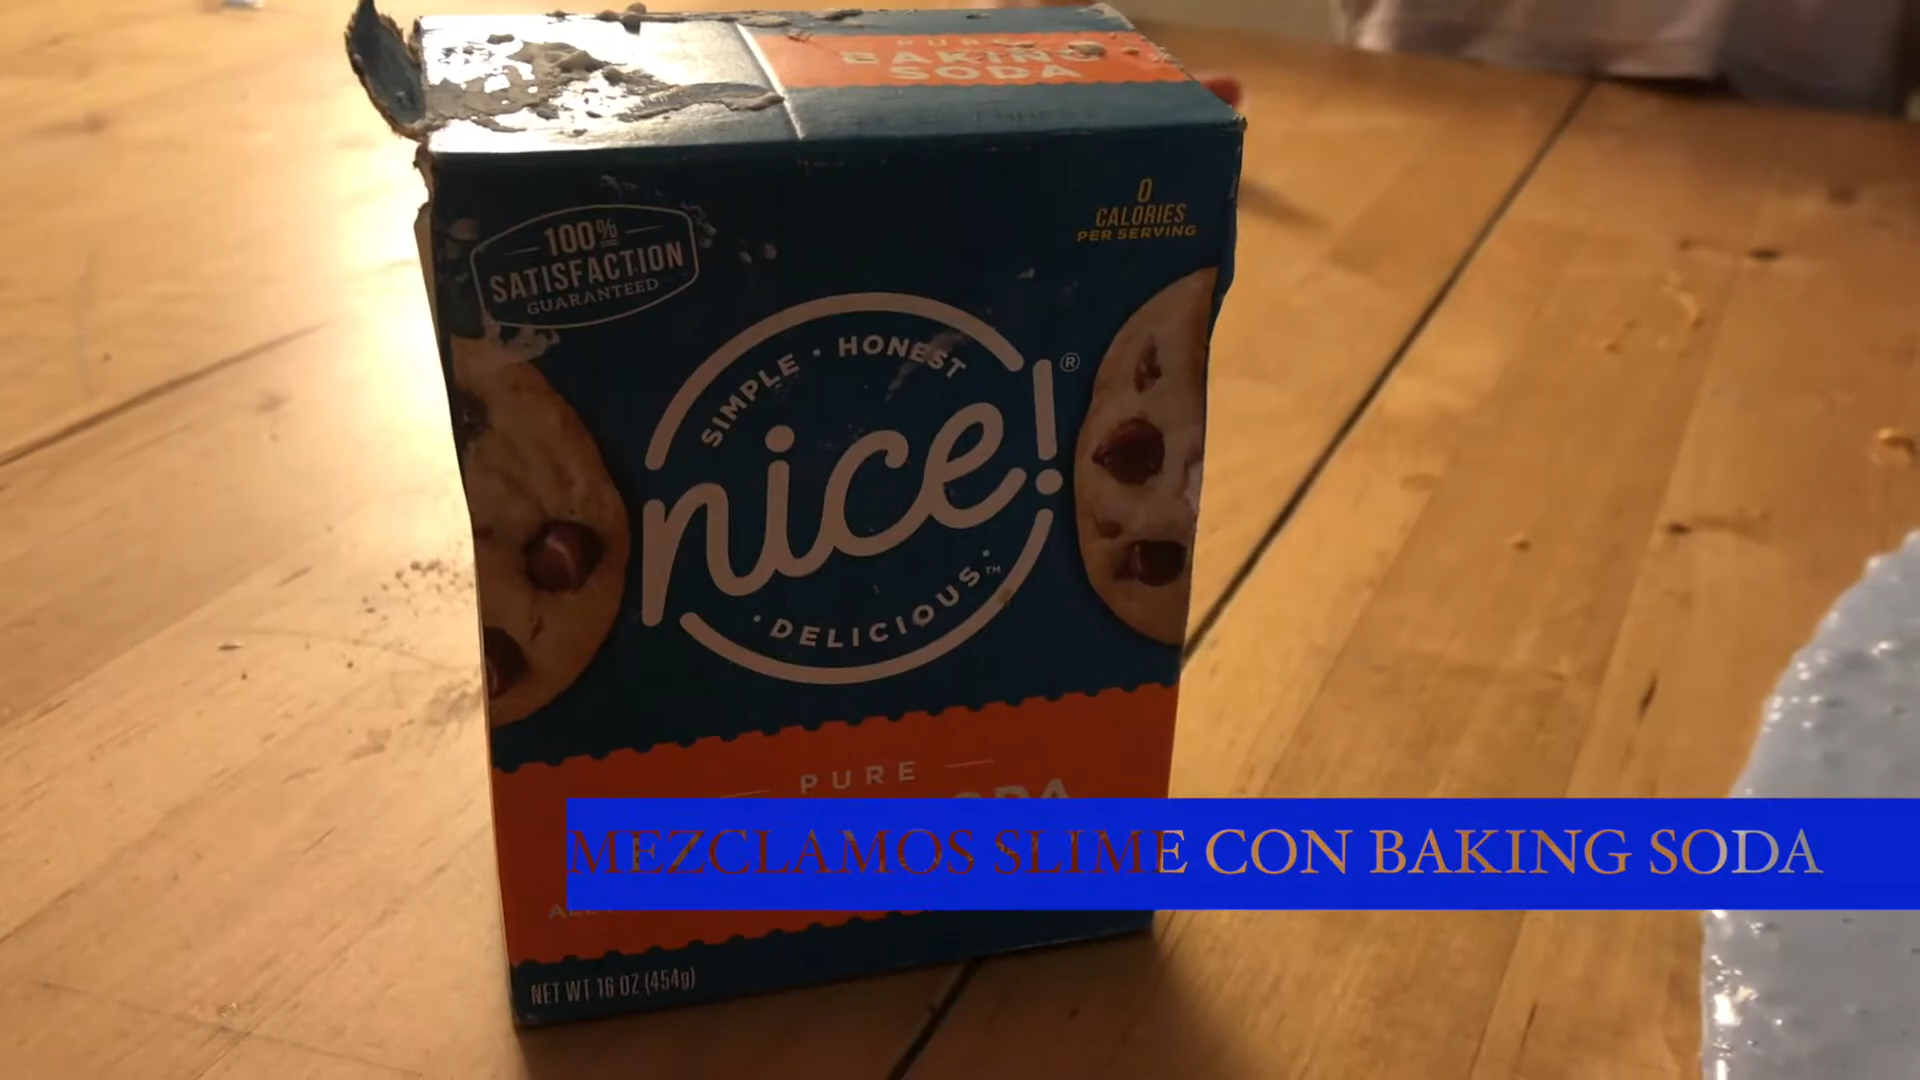 PURE
BAKING
SODA
100%
SATISFACTION
GUARANTEED
0
CALORIES
PER SERVING
SIMPLE · HONEST
nice!®
· DELICIOUS · ™
PURE
MEZCLAMOS SLIME CON BAKING SODA
NET WT 16 OZ (454g)